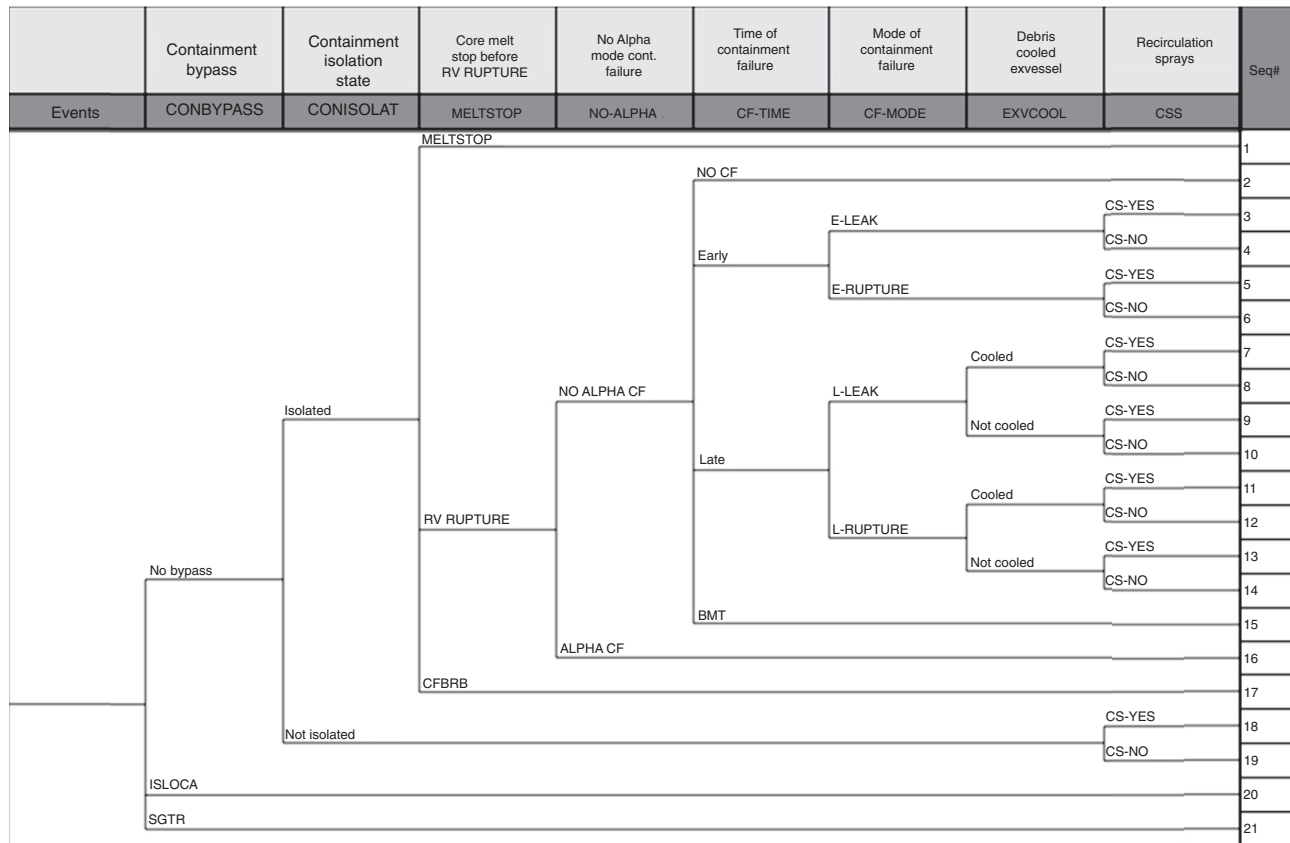 Containment
bypass
Containment
isolation
state
Core melt
stop before
RV RUPTURE
No Alpha
mode cont.
failure
Time of
containment
failure
Mode of
containment
failure
Debris
cooled
exvessel
Recirculation
sprays
Seq#
Events
CONBYPASS
CONISOLAT
MELTSTOP
NO-ALPHA
CF-TIME
CF-MODE
EXVCOOL
CSS
MELTSTOP
1
NO CF
2
CS-YES
3
E-LEAK
CS-NO
4
Early
CS-YES
5
E-RUPTURE
CS-NO
6
CS-YES
7
Cooled
CS-NO
8
NO ALPHA CF
L-LEAK
CS-YES
9
Isolated
Not cooled
CS-NO
10
Late
CS-YES
11
Cooled
CS-NO
12
RV RUPTURE
L-RUPTURE
CS-YES
13
Not cooled
No bypass
CS-NO
14
BMT
15
ALPHA CF
16
CFBRB
17
CS-YES
18
Not isolated
CS-NO
19
ISLOCA
20
SGTR
21